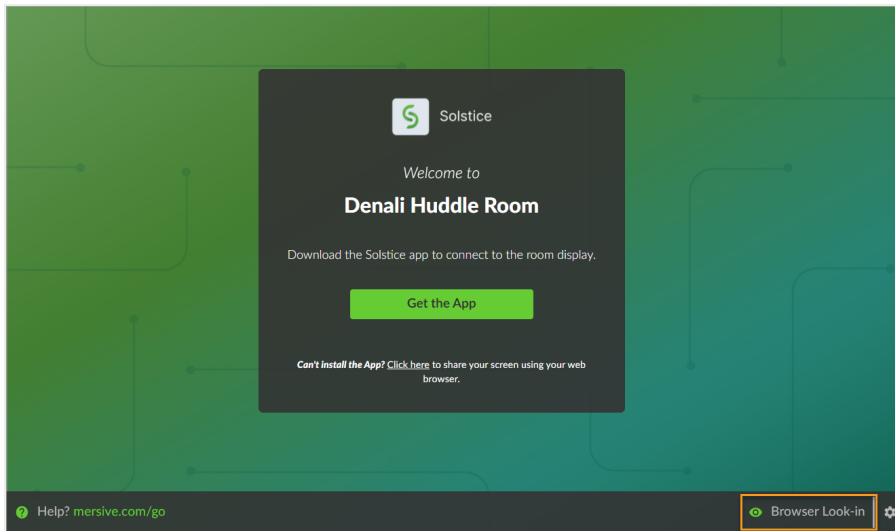 Solstice
Welcome to
Denali Huddle Room
Download the Solstice app to connect to the room display.
Get the App
Can't install the App? Click here to share your screen using your web
browser.
? Help? mersive.com/go
Browser Look-in